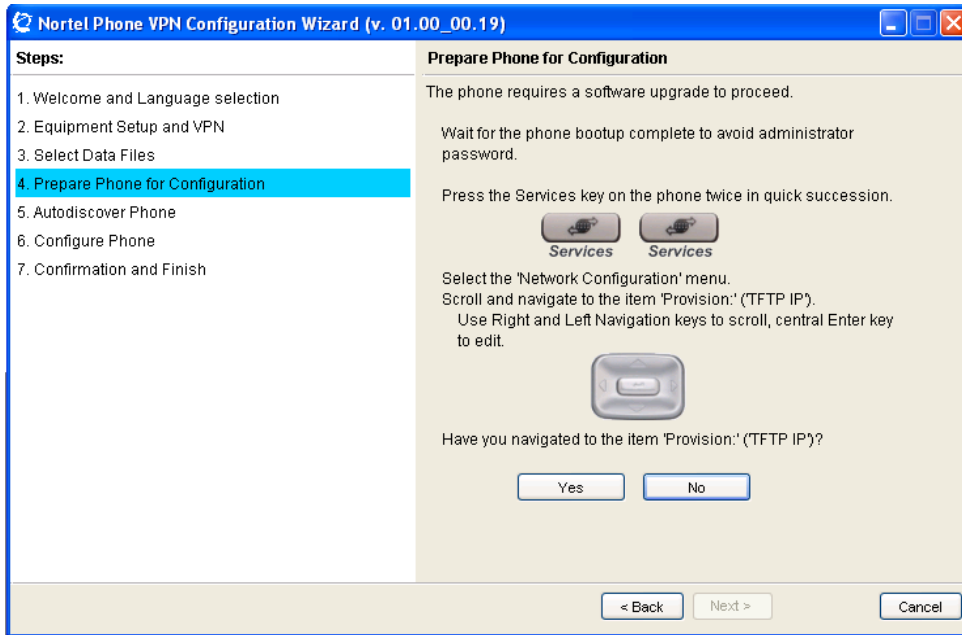 Nortel Phone VPN Configuration Wizard (v. 01.00_00.19)
Steps:
1. Welcome and Language selection
2. Equipment Setup and VPN
3. Select Data Files
4. Prepare Phone for Configuration
5. Autodiscover Phone
6. Configure Phone
7. Confirmation and Finish
Prepare Phone for Configuration
The phone requires a software upgrade to proceed.
Wait for the phone bootup complete to avoid administrator
password.
Press the Services key on the phone twice in quick succession.
Services Services
Select the 'Network Configuration' menu.
Scroll and navigate to the item 'Provision:' ('TFTP IP').
Use Right and Left Navigation keys to scroll, central Enter key
to edit.
Have you navigated to the item 'Provision:' ('TFTP IP')?
Yes No
< Back Next > Cancel